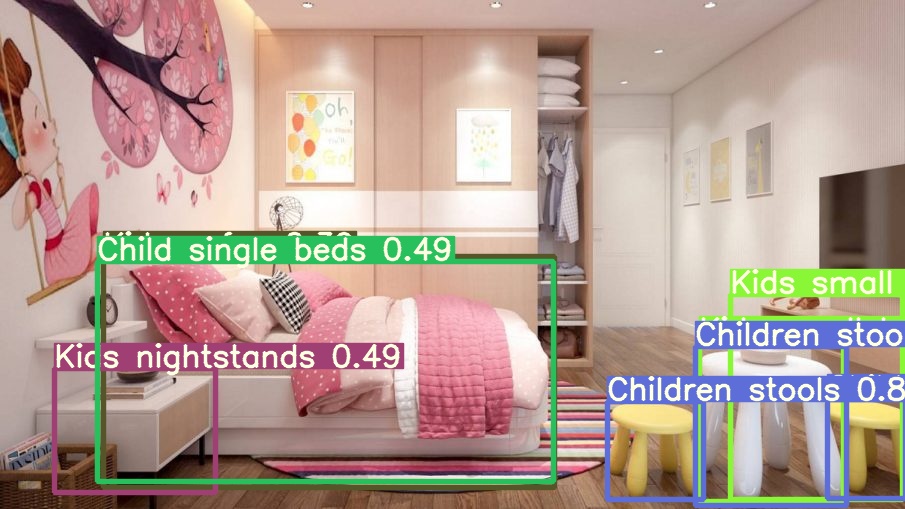 oh,
Go!
Child single beds 0.49
Kids small
Children stoo
Kids nightstands 0.49
Children stools 0.8